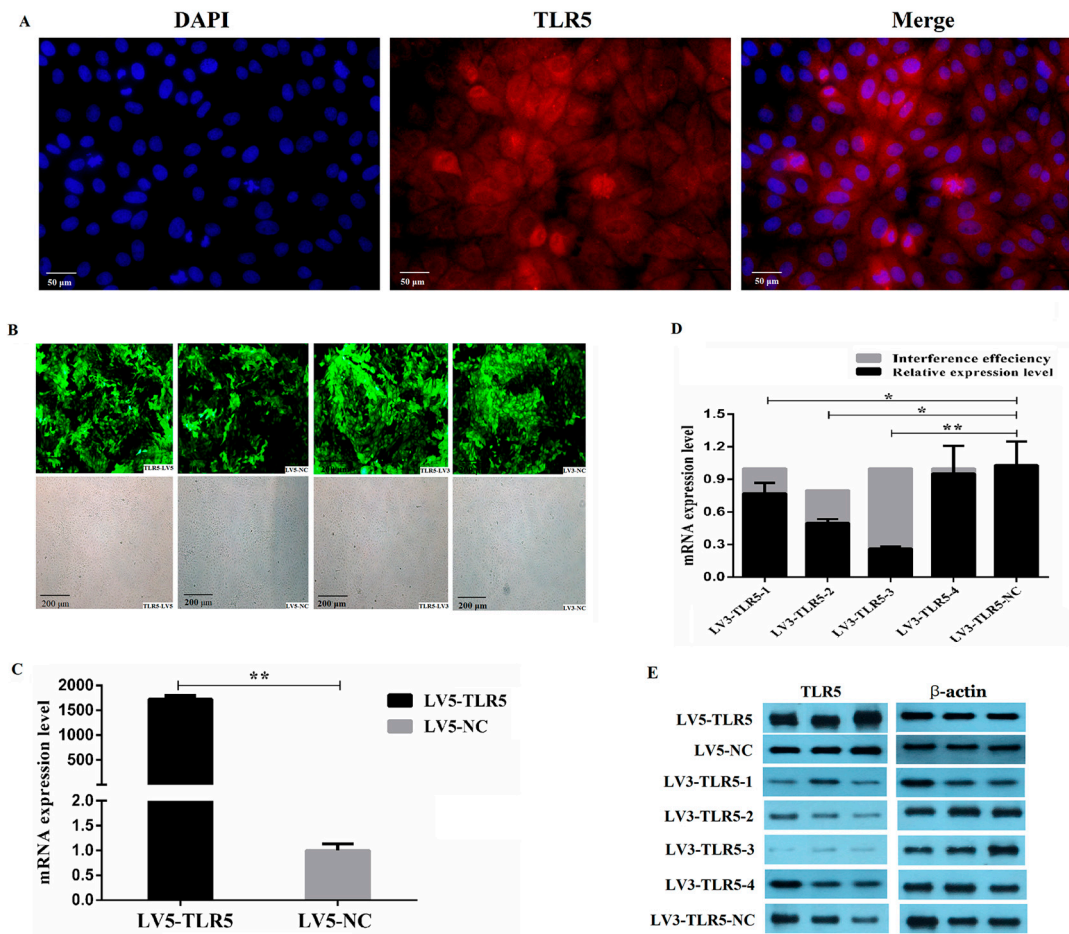 A
DAPI
TLR5
Merge
50 μm
50 μm
50 μm
B
TLR5-LV5
LV5-NC
TLR5-LV3
LV3-NC
200 μm
TLR5-LV5
200 μm
LV5-NC
200 μm
TLR5-LV3
200 μm
LV3-NC
C
mRNA expression level
2000
1500
1000
500
2.0
1.5
1.0
0.5
0.0
**
LV5-TLR5
LV5-NC
LV5-TLR5
LV5-NC
D
Interference effeciency
Relative expression level
*
*
**
mRNA expression level
1.5
1.2
0.9
0.6
0.3
0.0
LV3-TLR5-1
LV3-TLR5-2
LV3-TLR5-3
LV3-TLR5-4
LV3-TLR5-NC
E
TLR5
β-actin
LV5-TLR5
LV5-NC
LV3-TLR5-1
LV3-TLR5-2
LV3-TLR5-3
LV3-TLR5-4
LV3-TLR5-NC